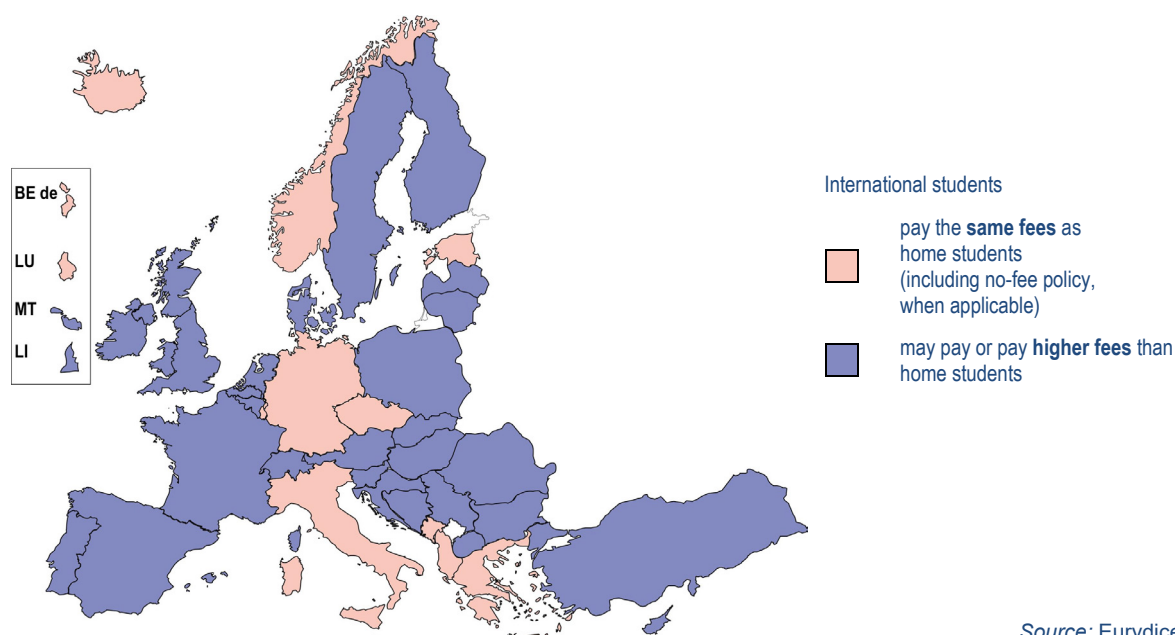 BE de
LU
MT
LI
International students
pay the same fees as
home students
(including no-fee policy,
when applicable)
may pay or pay higher fees than
home students
Source: Eurydice